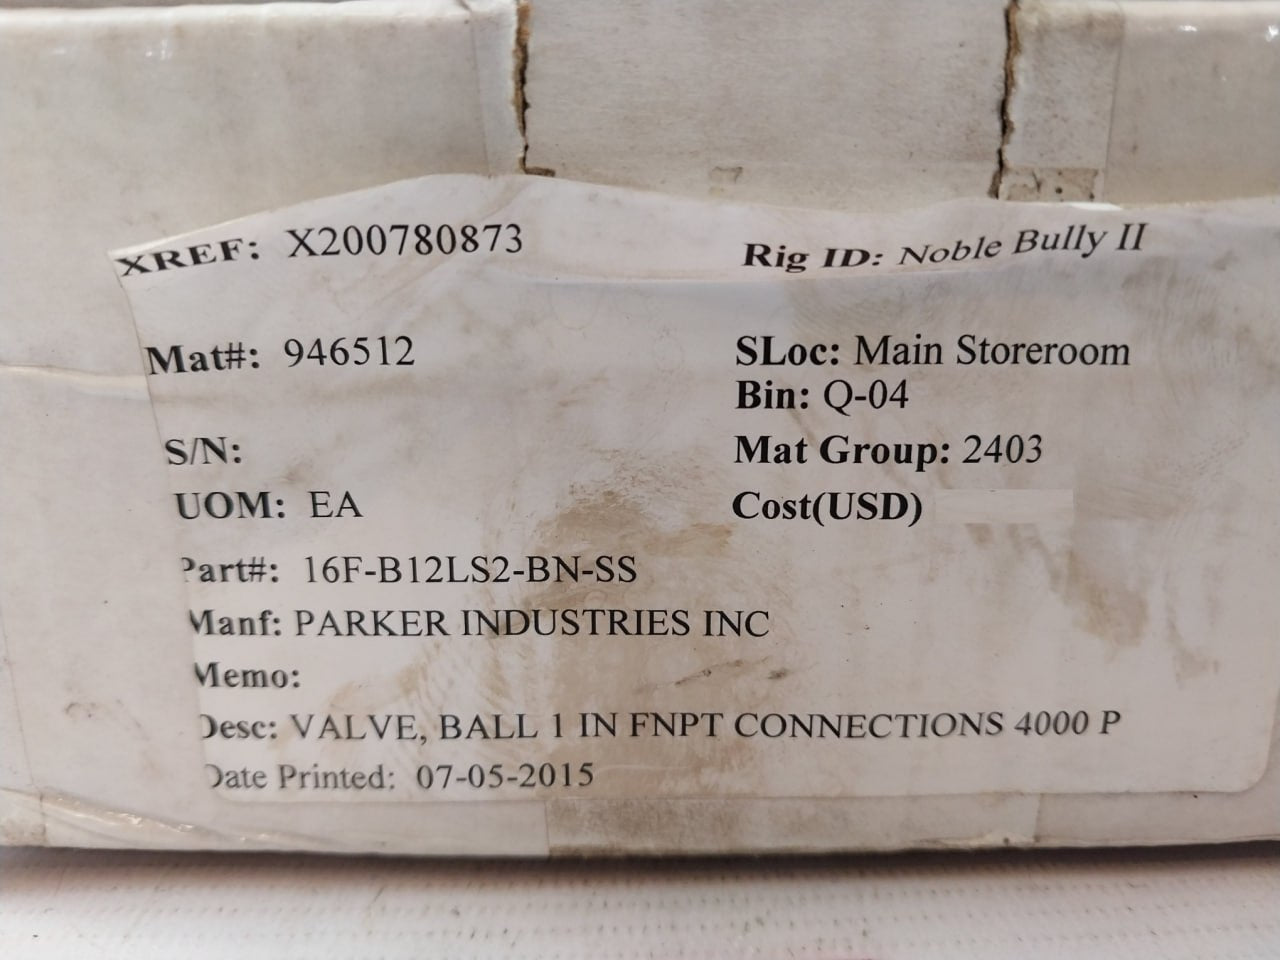 XREF: X200780873
Rig ID: Noble Bully II
Mat#: 946512
SLoc: Main Storeroom
Bin: Q-04
S/N:
Mat Group: 2403
UOM: EA
Cost(USD)
Part#: 16F-B12LS2-BN-SS
Manf: PARKER INDUSTRIES INC
Memo:
Desc: VALVE, BALL 1 IN FNPT CONNECTIONS 4000 P
Date Printed: 07-05-2015